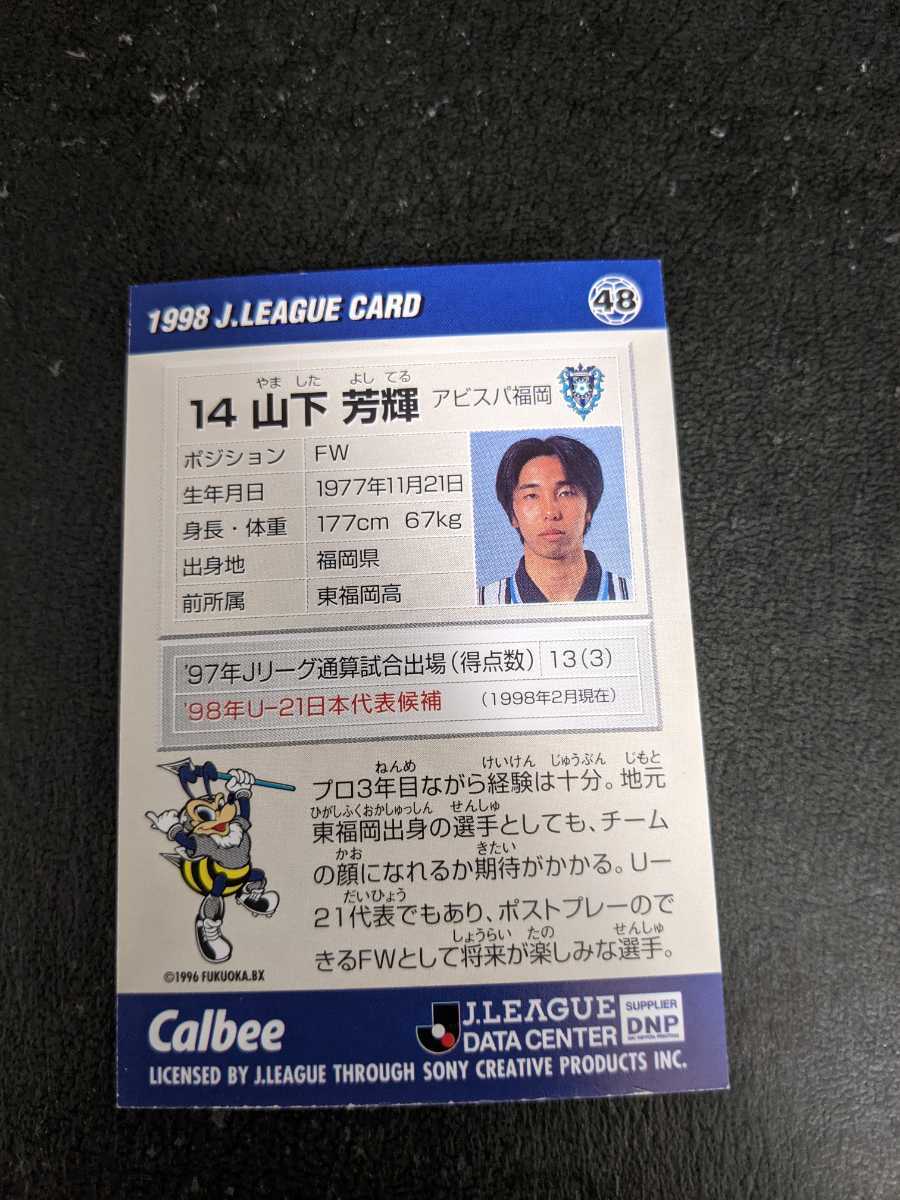 1998 J.LEAGUE CARD 48
やま した よし てる
14 山下 芳輝 アビスパ福岡
ポジション FW
生年月日 1977年11月21日
身長・体重 177cm 67kg
出身地 福岡県
前所属 東福岡高
'97年Jリーグ通算試合出場(得点数) 13(3)
'98年U-21日本代表候補 (1998年2月現在)
ねんめ けいけん じゅうぶん じもと
プロ3年目ながら経験は十分。地元
ひがしふくおかしゅっしん せんしゅ
東福岡出身の選手としても、チーム
かお きたい
の顔になれるか期待がかかる。U-
だいひょう
21代表でもあり、ポストプレーので
しょうらい たの せんしゅ
きるFWとして将来が楽しみな選手。
©1996 FUKUOKA.BX
Calbee
J.LEAGUE
DATA CENTER
SUPPLIER
DNP
LICENSED BY J.LEAGUE THROUGH SONY CREATIVE PRODUCTS INC.